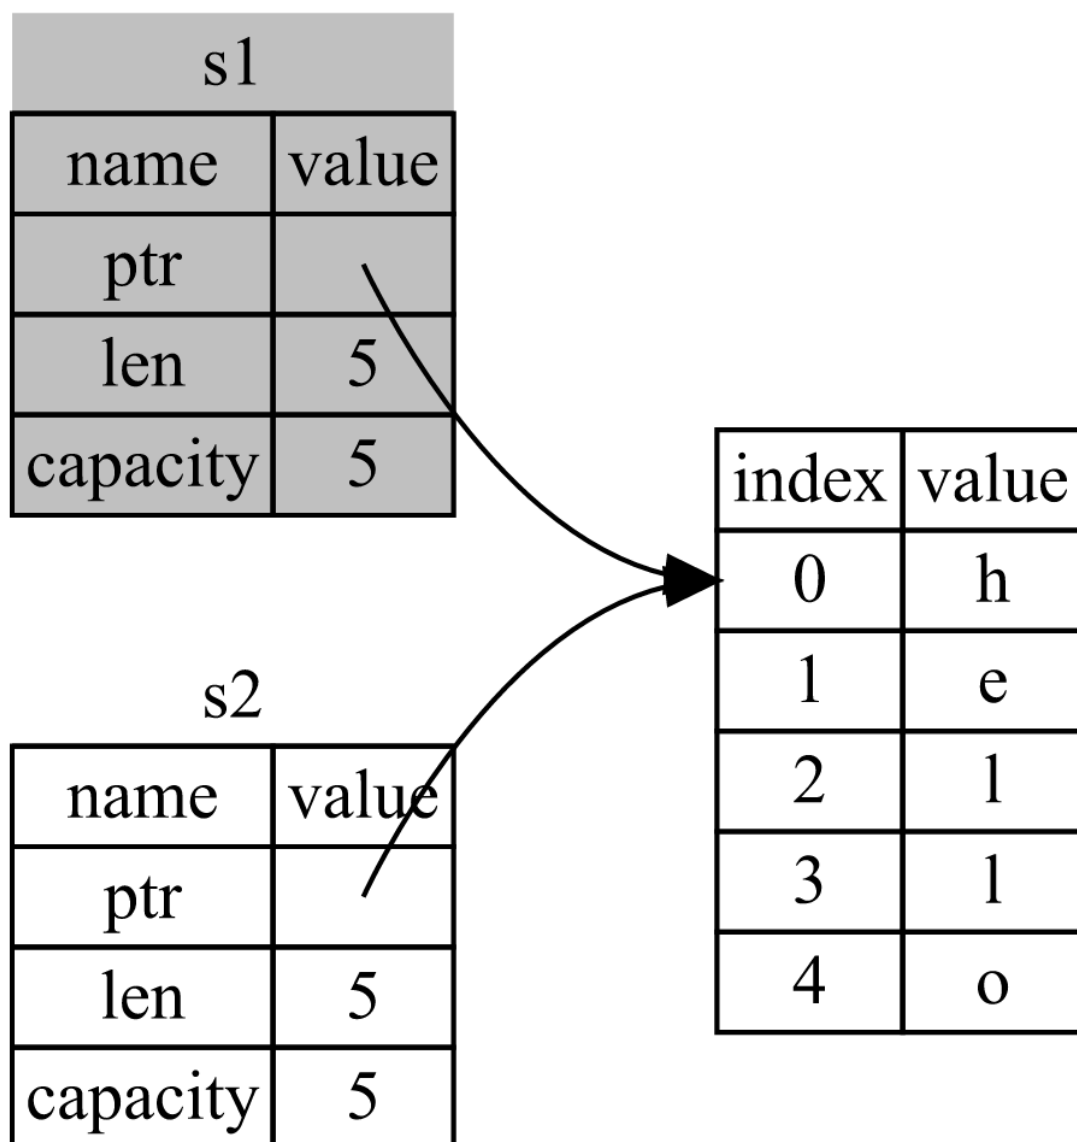 s1
name value
ptr
len 5
capacity 5
s2
name value
ptr
len 5
capacity 5
index value
0 h
1 e
2 l
3 l
4 o